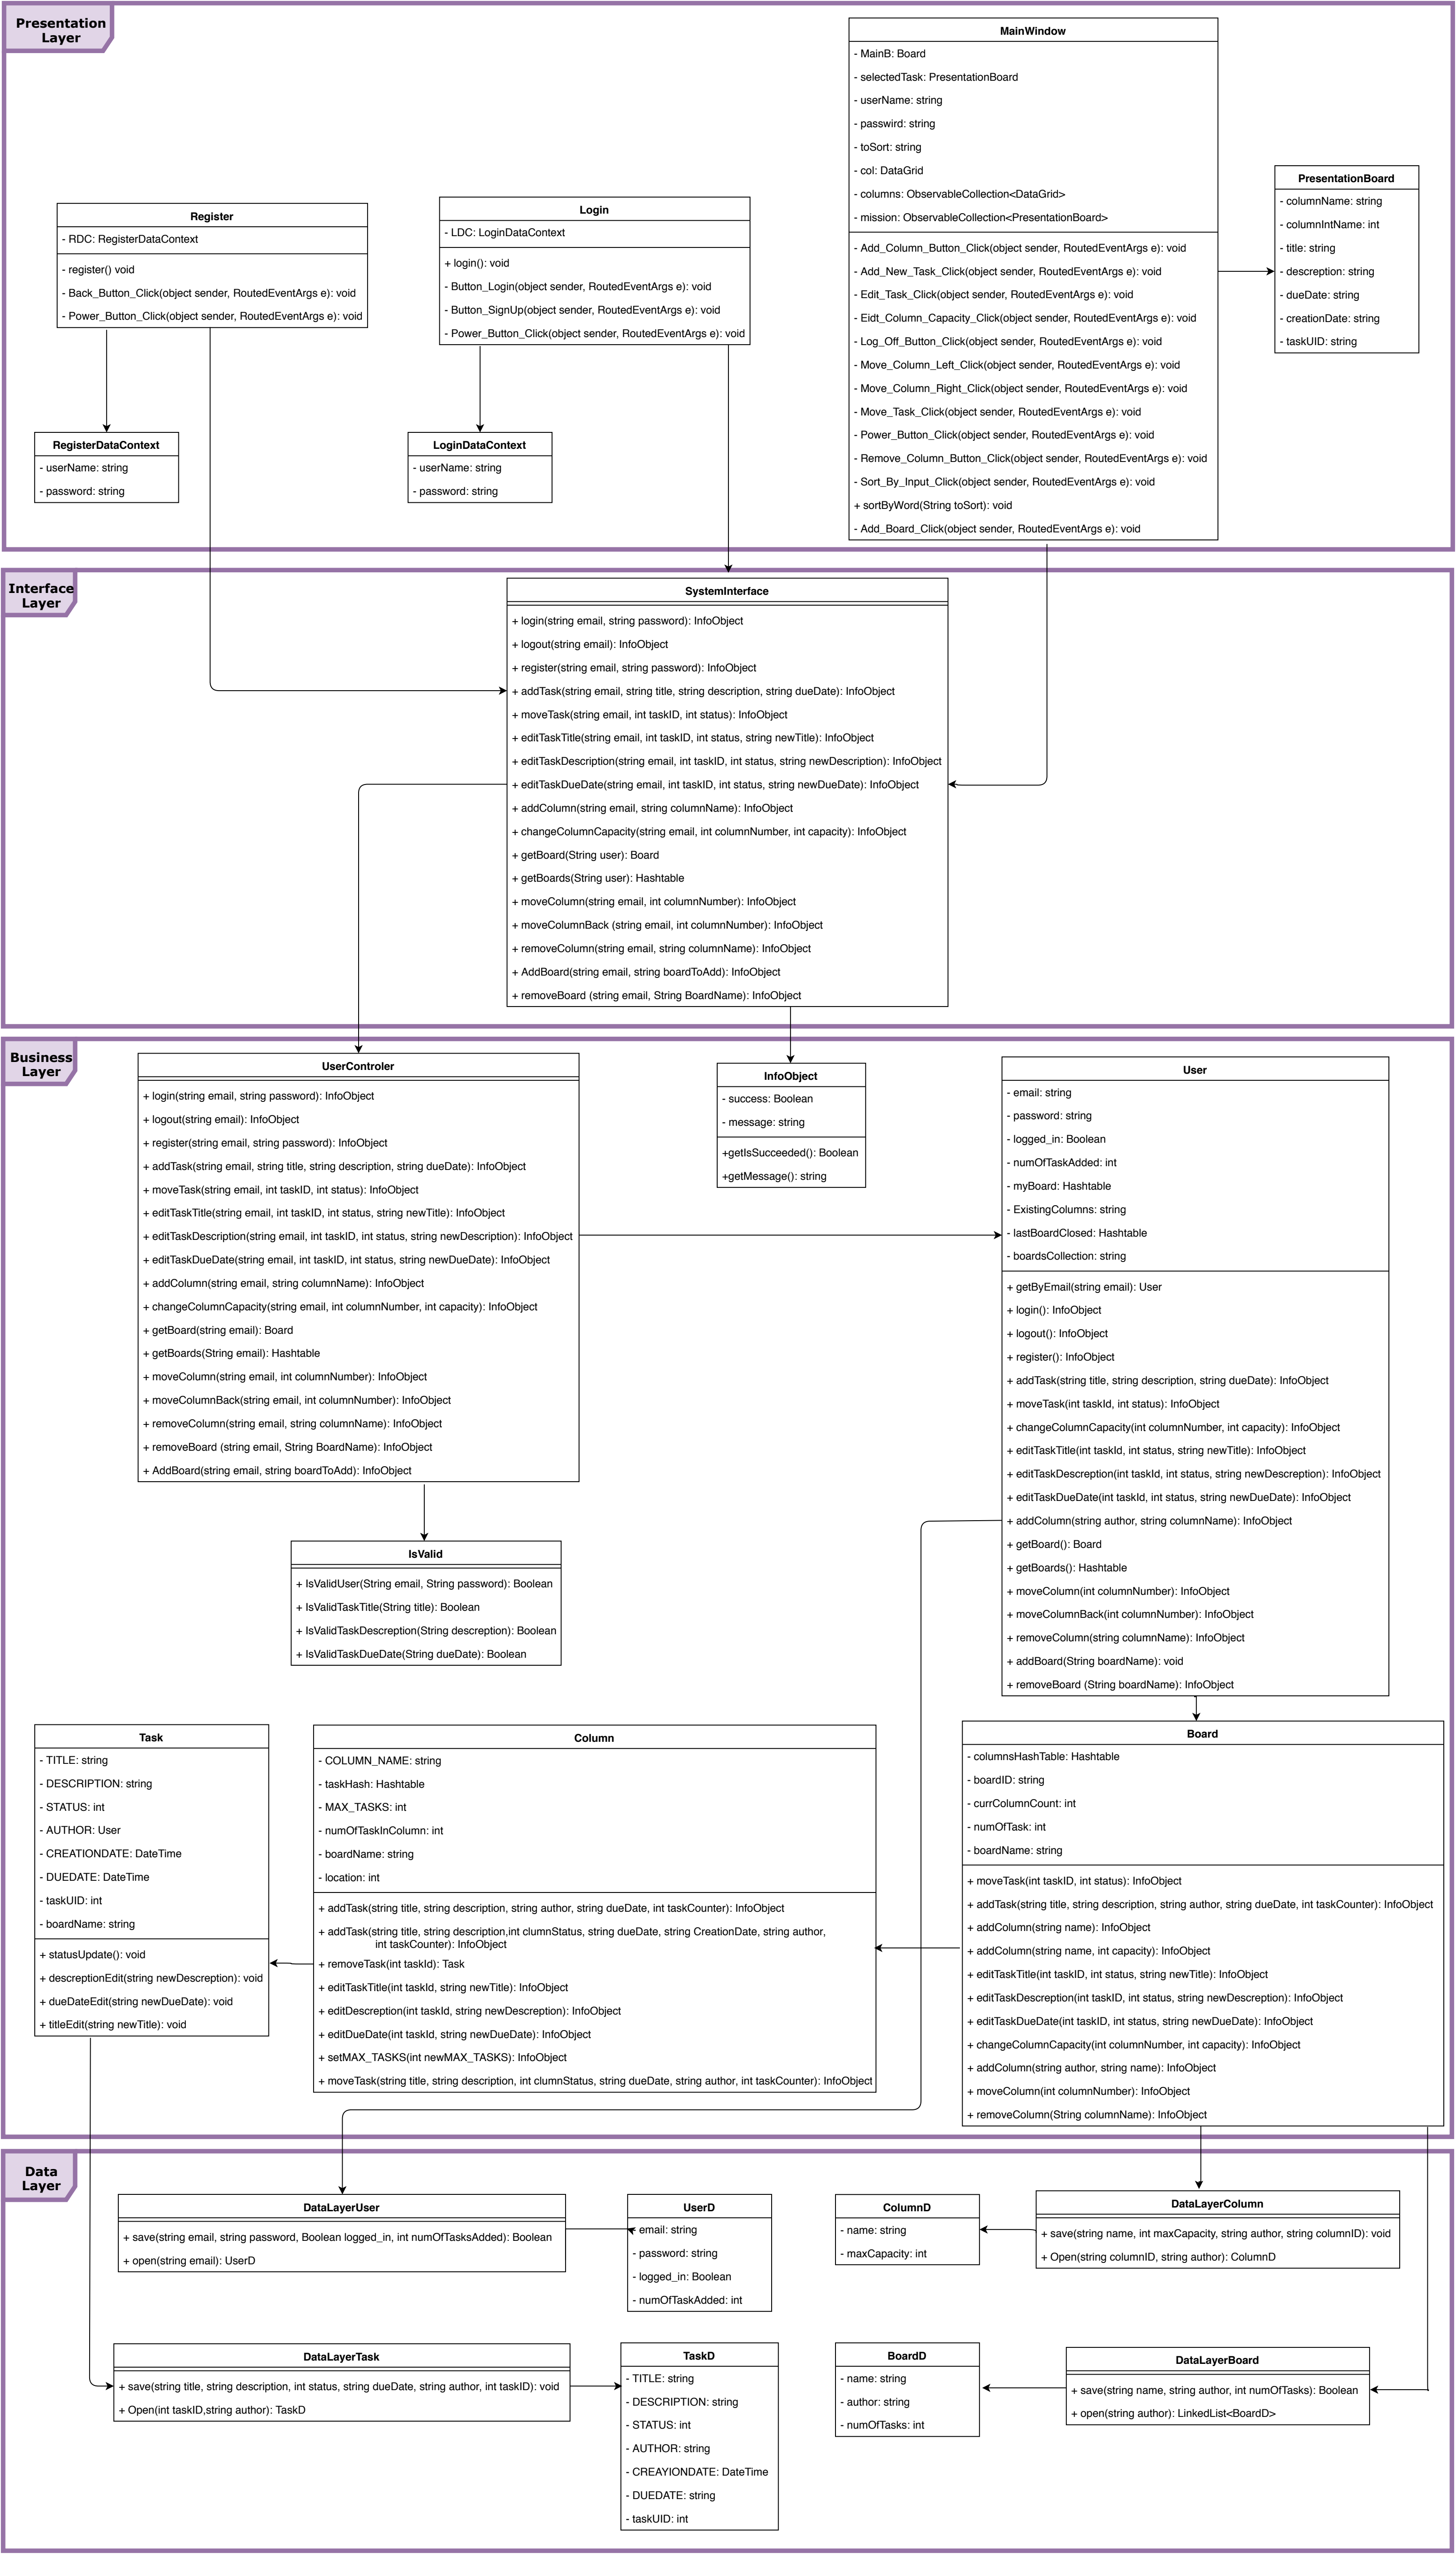 Presentation
Layer
MainWindow
- MainB: Board
- selectedTask: PresentationBoard
- userName: string
- passwird: string
- toSort: string
- col: DataGrid
- columns: ObservableCollection<DataGrid>
- mission: ObservableCollection<PresentationBoard>
- Add_Column_Button_Click(object sender, RoutedEventArgs e): void
- Add_New_Task_Click(object sender, RoutedEventArgs e): void
- Edit_Task_Click(object sender, RoutedEventArgs e): void
- Eidt_Column_Capacity_Click(object sender, RoutedEventArgs e): void
- Log_Off_Button_Click(object sender, RoutedEventArgs e): void
- Move_Column_Left_Click(object sender, RoutedEventArgs e): void
- Move_Column_Right_Click(object sender, RoutedEventArgs e): void
- Move_Task_Click(object sender, RoutedEventArgs e): void
- Power_Button_Click(object sender, RoutedEventArgs e): void
- Remove_Column_Button_Click(object sender, RoutedEventArgs e): void
- Sort_By_Input_Click(object sender, RoutedEventArgs e): void
+ sortByWord(String toSort): void
- Add_Board_Click(object sender, RoutedEventArgs e): void
PresentationBoard
- columnName: string
- columnIntName: int
- title: string
- descreption: string
- dueDate: string
- creationDate: string
- taskUID: string
Register
- RDC: RegisterDataContext
- register() void
- Back_Button_Click(object sender, RoutedEventArgs e): void
- Power_Button_Click(object sender, RoutedEventArgs e): void
Login
- LDC: LoginDataContext
+ login(): void
- Button_Login(object sender, RoutedEventArgs e): void
- Button_SignUp(object sender, RoutedEventArgs e): void
- Power_Button_Click(object sender, RoutedEventArgs e): void
RegisterDataContext
- userName: string
- password: string
LoginDataContext
- userName: string
- password: string
Interface
Layer
SystemInterface
+ login(string email, string password): InfoObject
+ logout(string email): InfoObject
+ register(string email, string password): InfoObject
+ addTask(string email, string title, string description, string dueDate): InfoObject
+ moveTask(string email, int taskID, int status): InfoObject
+ editTaskTitle(string email, int taskID, int status, string newTitle): InfoObject
+ editTaskDescription(string email, int taskID, int status, string newDescription): InfoObject
+ editTaskDueDate(string email, int taskID, int status, string newDueDate): InfoObject
+ addColumn(string email, string columnName): InfoObject
+ changeColumnCapacity(string email, int columnNumber, int capacity): InfoObject
+ getBoard(String user): Board
+ getBoards(String user): Hashtable
+ moveColumn(string email, int columnNumber): InfoObject
+ moveColumnBack (string email, int columnNumber): InfoObject
+ removeColumn(string email, string columnName): InfoObject
+ AddBoard(string email, string boardToAdd): InfoObject
+ removeBoard (string email, String BoardName): InfoObject
Business
Layer
UserControler
+ login(string email, string password): InfoObject
+ logout(string email): InfoObject
+ register(string email, string password): InfoObject
+ addTask(string email, string title, string description, string dueDate): InfoObject
+ moveTask(string email, int taskID, int status): InfoObject
+ editTaskTitle(string email, int taskID, int status, string newTitle): InfoObject
+ editTaskDescription(string email, int taskID, int status, string newDescription): InfoObject
+ editTaskDueDate(string email, int taskID, int status, string newDueDate): InfoObject
+ addColumn(string email, string columnName): InfoObject
+ changeColumnCapacity(string email, int columnNumber, int capacity): InfoObject
+ getBoard(string email): Board
+ getBoards(String email): Hashtable
+ moveColumn(string email, int columnNumber): InfoObject
+ moveColumnBack(string email, int columnNumber): InfoObject
+ removeColumn(string email, string columnName): InfoObject
+ removeBoard (string email, String BoardName): InfoObject
+ AddBoard(string email, string boardToAdd): InfoObject
InfoObject
- success: Boolean
- message: string
+getIsSucceeded(): Boolean
+getMessage(): string
User
- email: string
- password: string
- logged_in: Boolean
- numOfTaskAdded: int
- myBoard: Hashtable
- ExistingColumns: string
- lastBoardClosed: Hashtable
- boardsCollection: string
+ getByEmail(string email): User
+ login(): InfoObject
+ logout(): InfoObject
+ register(): InfoObject
+ addTask(string title, string description, string dueDate): InfoObject
+ moveTask(int taskId, int status): InfoObject
+ changeColumnCapacity(int columnNumber, int capacity): InfoObject
+ editTaskTitle(int taskId, int status, string newTitle): InfoObject
+ editTaskDescreption(int taskId, int status, string newDescreption): InfoObject
+ editTaskDueDate(int taskId, int status, string newDueDate): InfoObject
+ addColumn(string author, string columnName): InfoObject
+ getBoard(): Board
+ getBoards(): Hashtable
+ moveColumn(int columnNumber): InfoObject
+ moveColumnBack(int columnNumber): InfoObject
+ removeColumn(string columnName): InfoObject
+ addBoard(String boardName): void
+ removeBoard (String boardName): InfoObject
IsValid
+ IsValidUser(String email, String password): Boolean
+ IsValidTaskTitle(String title): Boolean
+ IsValidTaskDescreption(String descreption): Boolean
+ IsValidTaskDueDate(String dueDate): Boolean
Task
- TITLE: string
- DESCRIPTION: string
- STATUS: int
- AUTHOR: User
- CREATIONDATE: DateTime
- DUEDATE: DateTime
- taskUID: int
- boardName: string
+ statusUpdate(): void
+ descreptionEdit(string newDescreption): void
+ dueDateEdit(string newDueDate): void
+ titleEdit(string newTitle): void
Column
- COLUMN_NAME: string
- taskHash: Hashtable
- MAX_TASKS: int
- numOfTaskInColumn: int
- boardName: string
- location: int
+ addTask(string title, string description, string author, string dueDate, int taskCounter): InfoObject
+ addTask(string title, string description,int clumnStatus, string dueDate, string CreationDate, string author,
int taskCounter): InfoObject
+ removeTask(int taskId): Task
+ editTaskTitle(int taskId, string newTitle): InfoObject
+ editDescreption(int taskId, string newDescreption): InfoObject
+ editDueDate(int taskId, string newDueDate): InfoObject
+ setMAX_TASKS(int newMAX_TASKS): InfoObject
+ moveTask(string title, string description, int clumnStatus, string dueDate, string author, int taskCounter): InfoObject
Board
- columnsHashTable: Hashtable
- boardID: string
- currColumnCount: int
- numOfTask: int
- boardName: string
+ moveTask(int taskID, int status): InfoObject
+ addTask(string title, string description, string author, string dueDate, int taskCounter): InfoObject
+ addColumn(string name): InfoObject
+ addColumn(string name, int capacity): InfoObject
+ editTaskTitle(int taskID, int status, string newTitle): InfoObject
+ editTaskDescreption(int taskID, int status, string newDescreption): InfoObject
+ editTaskDueDate(int taskID, int status, string newDueDate): InfoObject
+ changeColumnCapacity(int columnNumber, int capacity): InfoObject
+ addColumn(string author, string name): InfoObject
+ moveColumn(int columnNumber): InfoObject
+ removeColumn(String columnName): InfoObject
Data
Layer
DataLayerUser
+ save(string email, string password, Boolean logged_in, int numOfTasksAdded): Boolean
+ open(string email): UserD
UserD
- email: string
- password: string
- logged_in: Boolean
- numOfTaskAdded: int
ColumnD
- name: string
- maxCapacity: int
DataLayerColumn
+ save(string name, int maxCapacity, string author, string columnID): void
+ Open(string columnID, string author): ColumnD
DataLayerTask
+ save(string title, string description, int status, string dueDate, string author, int taskID): void
+ Open(int taskID,string author): TaskD
TaskD
- TITLE: string
- DESCRIPTION: string
- STATUS: int
- AUTHOR: string
- CREAYIONDATE: DateTime
- DUEDATE: string
- taskUID: int
BoardD
- name: string
- author: string
- numOfTasks: int
DataLayerBoard
+ save(string name, string author, int numOfTasks): Boolean
+ open(string author): LinkedList<BoardD>